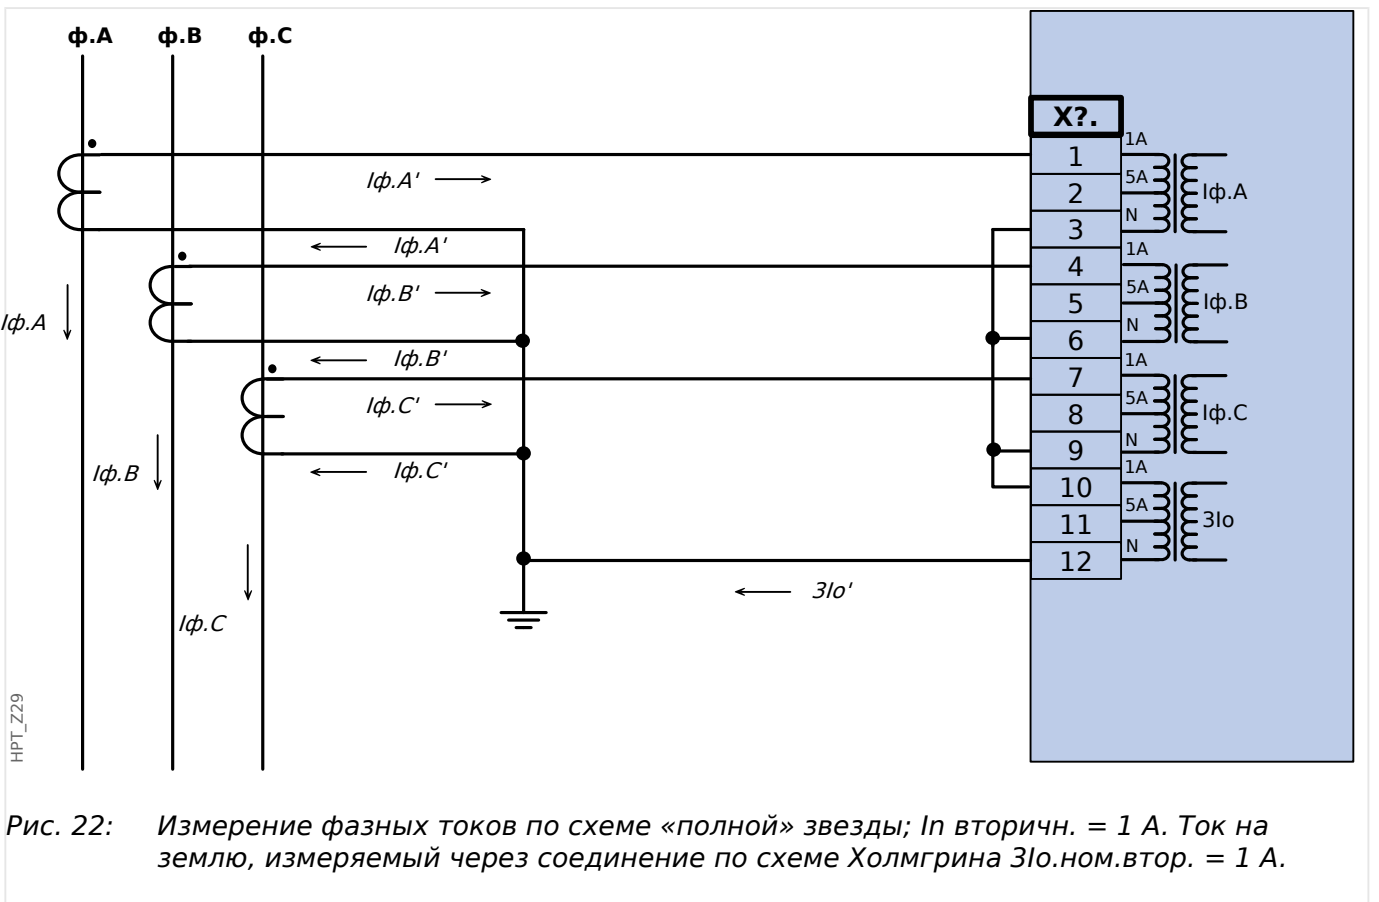 ф.A ф.B ф.C
X?.
1 1A
Iф.A' 2 5A Iф.A
3 N
Iф.A' 4 1A
Iф.B' 5 5A Iф.B
Iф.A 6 N
Iф.B' 7 1A
Iф.C' 8 5A Iф.C
9 N
Iф.B Iф.C' 10 1A
11 5A 3Io
12 N
3Io'
Iф.C
HPT_Z29
Рис. 22: Измерение фазных токов по схеме «полной» звезды; In вторичн. = 1 А. Ток на
землю, измеряемый через соединение по схеме Холмгрина 3Io.ном.втор. = 1 А.